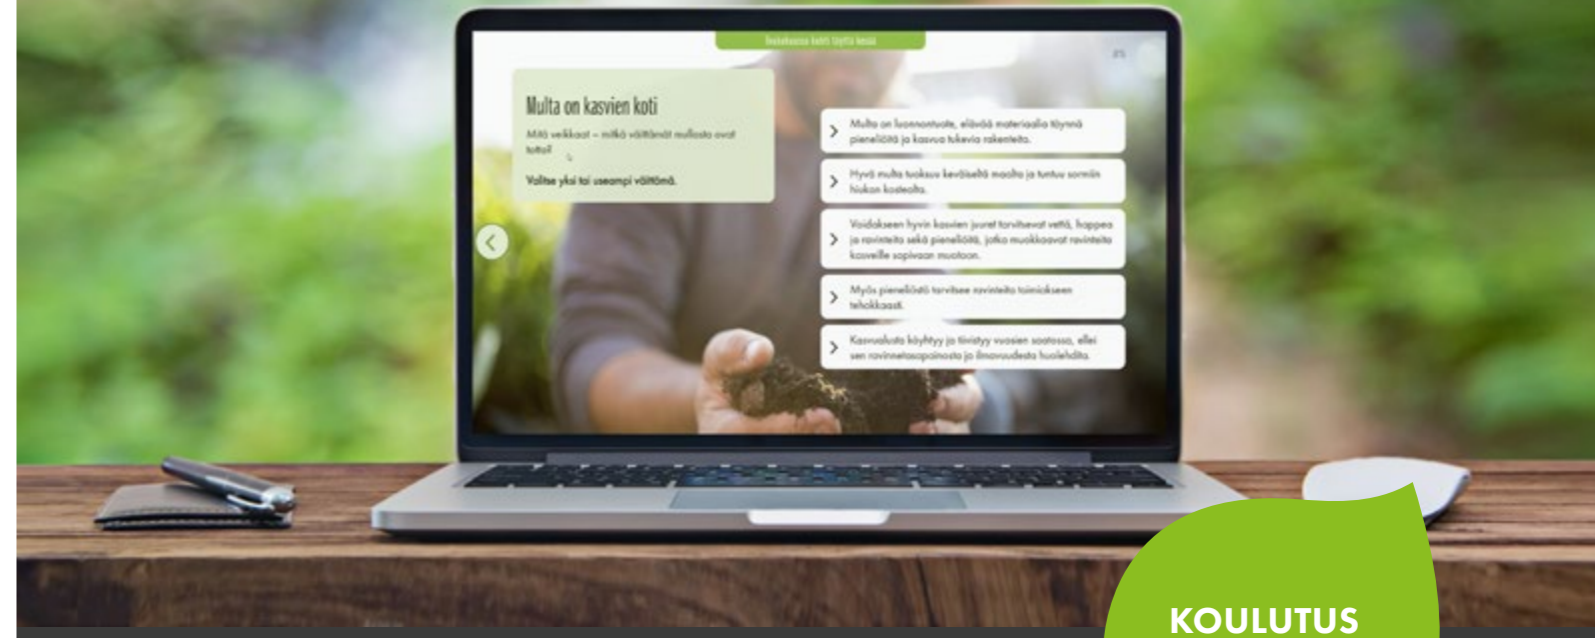 Multa on kasvien koti
Mitä veikkaat – mitkä väittämät mullasta ovat
totta?
Valitse yksi tai useampi väittämä.
Multa on luonnontuote, elävää materiaalia täynnä
pieneliöitä ja kasvua tukevia rakenteita.
Hyvä multa tuoksuu keväiseltä maalta ja tuntuu sormiin
hiukan kostealta.
Voidakseen hyvin kasvien juuret tarvitsevat vettä, happea
ja ravinteita sekä pieneliöitä, jotka muokkaavat ravinteita
kasveille sopivaan muotoon.
Myös pieneliöstö tarvitsee ravinteita toimiakseen
tehokkaasti.
Kasvualusta köyhtyy ja tiivistyy vuosien saatossa, ellei
sen ravinnetasapainosta ja ilmavuudesta huolehdita.
KOULUTUS